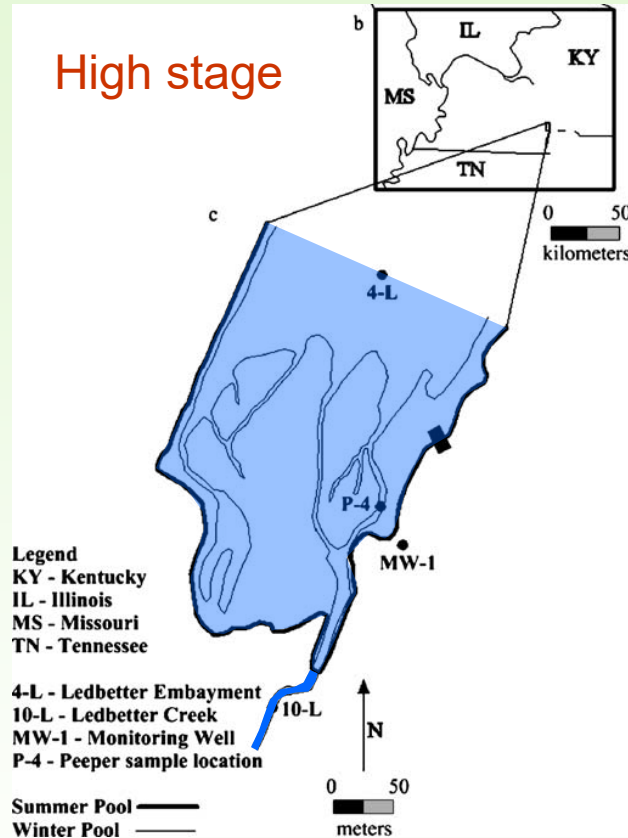 High stage
b
IL
KY
MS
TN
0 50
kilometers
c
4-L
P-4
MW-1
Legend
KY - Kentucky
IL - Illinois
MS - Missouri
TN - Tennessee
4-L - Ledbetter Embayment
10-L - Ledbetter Creek
MW-1 - Monitoring Well
P-4 - Peeper sample location
Summer Pool
Winter Pool
10-L
N
0 50
meters